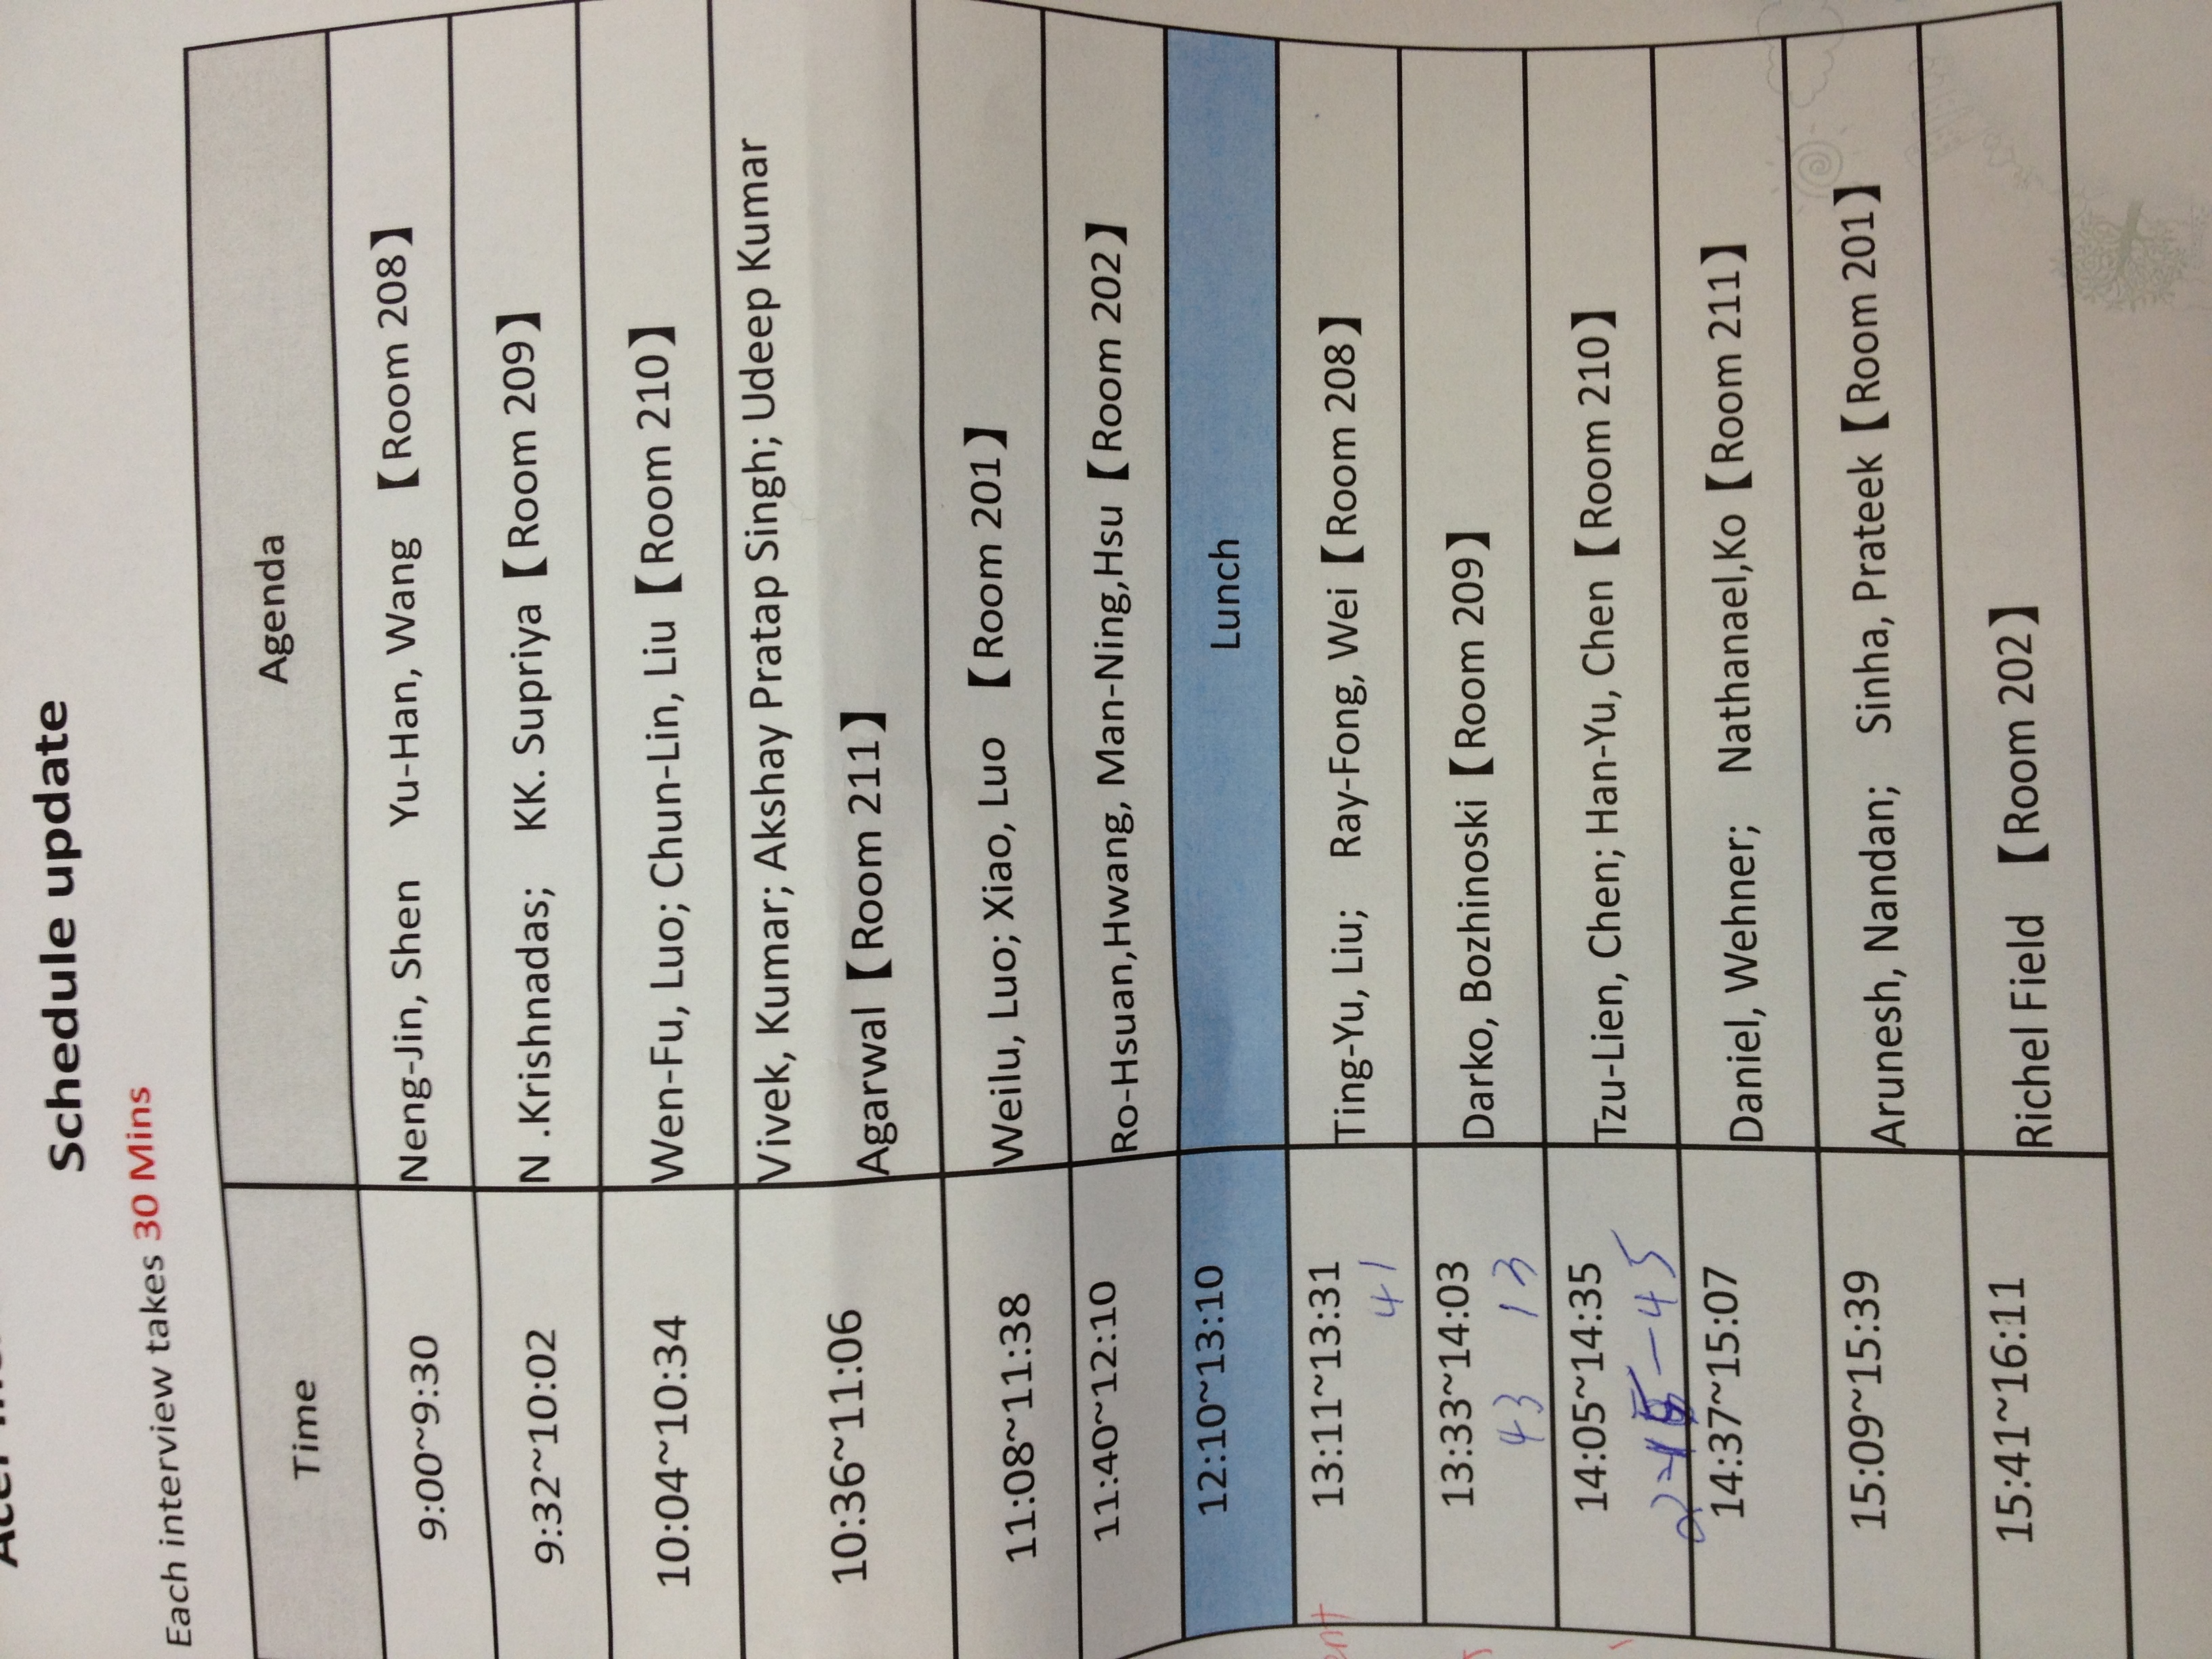 Schedule update
Each interview takes 30 Mins
Time Agenda
9:00~9:30 Neng-Jin, Shen Yu-Han, Wang 【Room 208】
9:32~10:02 N .Krishnadas; KK. Supriya【Room 209】
10:04~10:34 Wen-Fu, Luo; Chun-Lin, Liu【Room 210】
Vivek, Kumar; Akshay Pratap Singh; Udeep Kumar
10:36~11:06 Agarwal【Room 211】
11:08~11:38 Weilu, Luo; Xiao, Luo 【Room 201】
11:40~12:10 Ro-Hsuan,Hwang, Man-Ning,Hsu【Room 202】
12:10~13:10 Lunch
13:11~13:31 Ting-Yu, Liu; Ray-Fong, Wei【Room 208】
41
13:33~14:03 Darko, Bozhinoski【Room 209】
43 13
14:05~14:35 Tzu-Lien, Chen; Han-Yu, Chen【Room 210】
-45
14:37~15:07 Daniel, Wehner; Nathanael,Ko【Room 211】
15:09~15:39 Arunesh, Nandan; Sinha, Prateek【Room 201】
15:41~16:11 Richel Field 【Room 202】